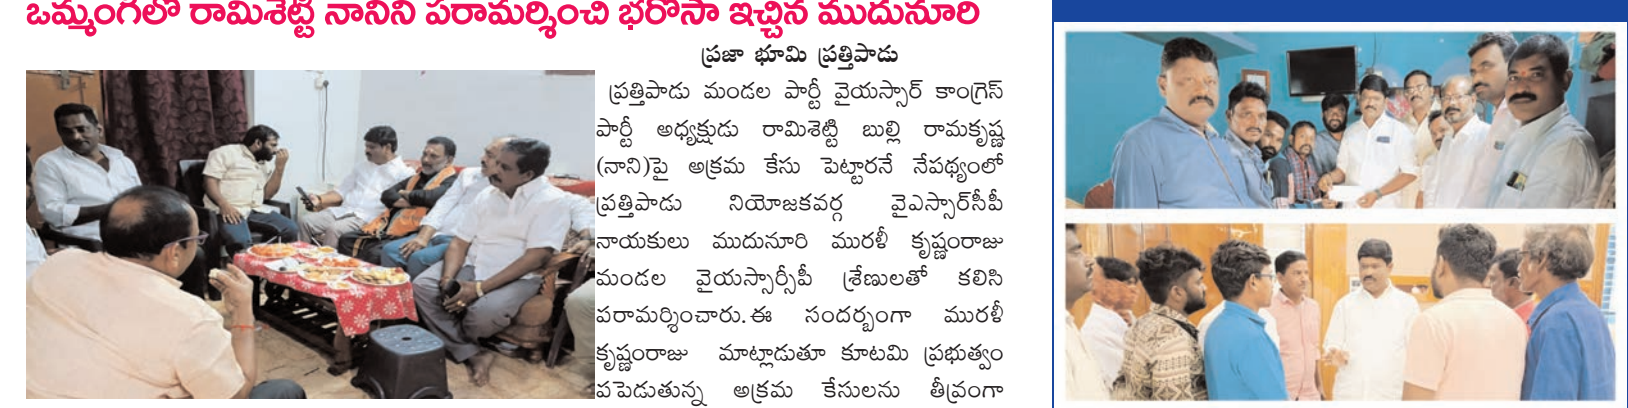 ఒమ్మంగిలో రామిశెట్టి నానిని పరామర్శించి భరోసా ఇచ్చిన ముదునూరి
ప్రజా భూమి ప్రత్తిపాడు
ప్రత్తిపాడు మండల పార్టీ వైయస్సార్ కాంగ్రెస్
పార్టీ అధ్యక్షుడు రామిశెట్టి బుల్లి రామకృష్ణ
(నాని)పై అక్రమ కేసు పెట్టారనే నేపథ్యంలో
ప్రత్తిపాడు నియోజకవర్గ వైఎస్సార్‌సీపీ
నాయకులు ముదునూరి మురళీ కృష్ణంరాజు
మండల వైయస్సార్సీపీ శ్రేణులతో కలిసి
పరామర్శించారు.ఈ సందర్భంగా మురళీ
కృష్ణంరాజు మాట్లాడుతూ కూటమి ప్రభుత్వం
పపెడుతున్న అక్రమ కేసులను తీవ్రంగా